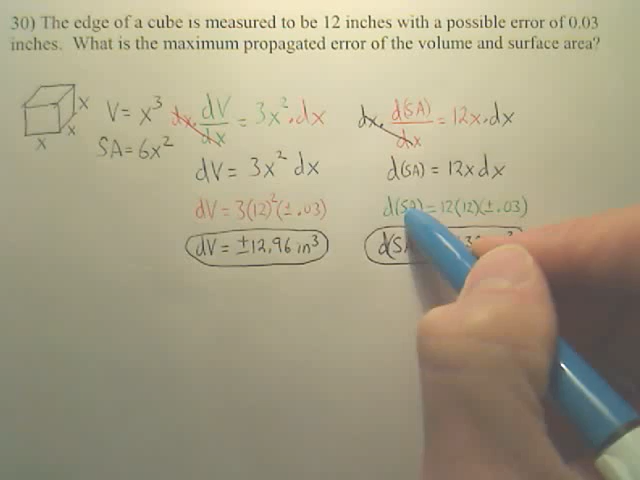 30) The edge of a cube is measured to be 12 inches with a possible error of 0.03
inches. What is the maximum propagated error of the volume and surface area?
x
x
x
V = x³
SA = 6x²
dx · dV/dx = 3x² · dx
dV = 3x² dx
dV = 3(12)²(± .03)
dV = ±12.96 in³
dx · d(SA)/dx = 12x · dx
d(SA) = 12x dx
d(SA) = 12(12)(± .03)
d(SA